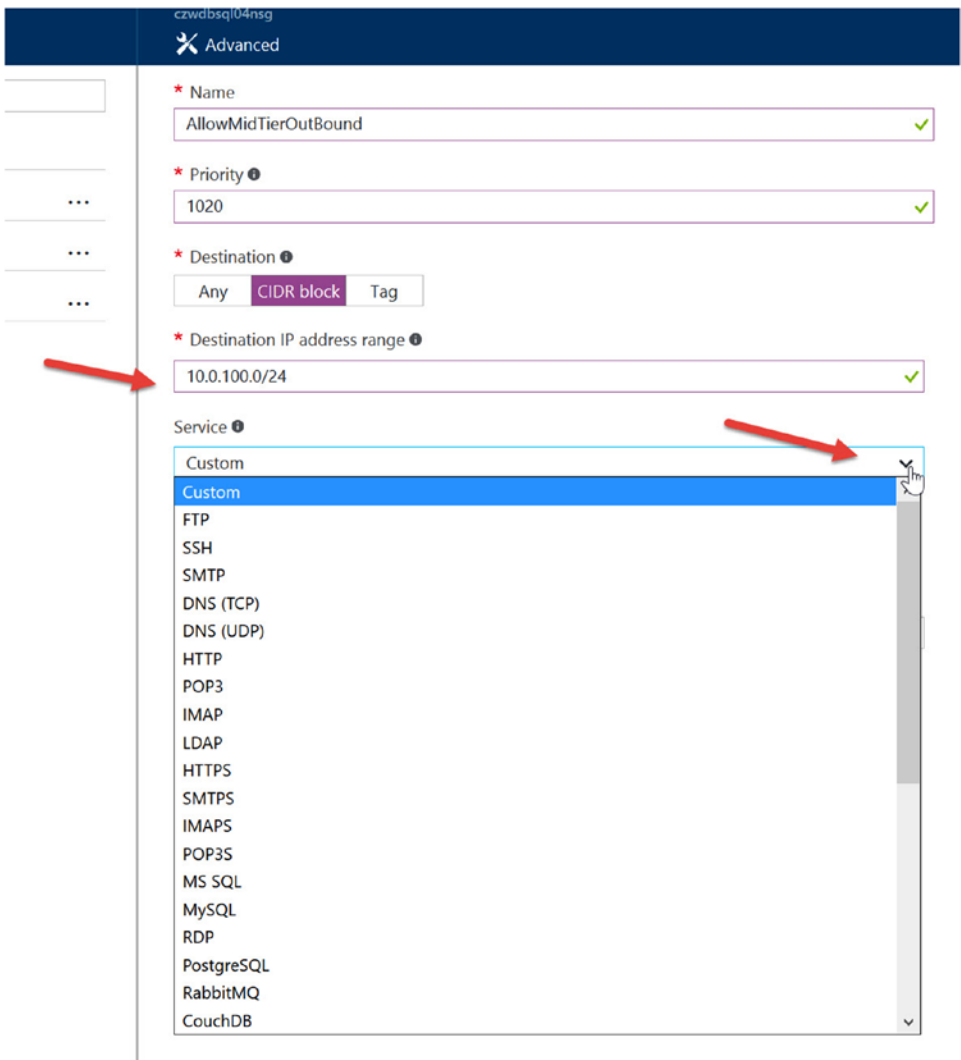 czwdbsql04nsg
Advanced
* Name
AllowMidTierOutBound
* Priority
1020
* Destination
Any CIDR block Tag
* Destination IP address range
10.0.100.0/24
Service
Custom
Custom
FTP
SSH
SMTP
DNS (TCP)
DNS (UDP)
HTTP
POP3
IMAP
LDAP
HTTPS
SMTPS
IMAPS
POP3S
MS SQL
MySQL
RDP
PostgreSQL
RabbitMQ
CouchDB